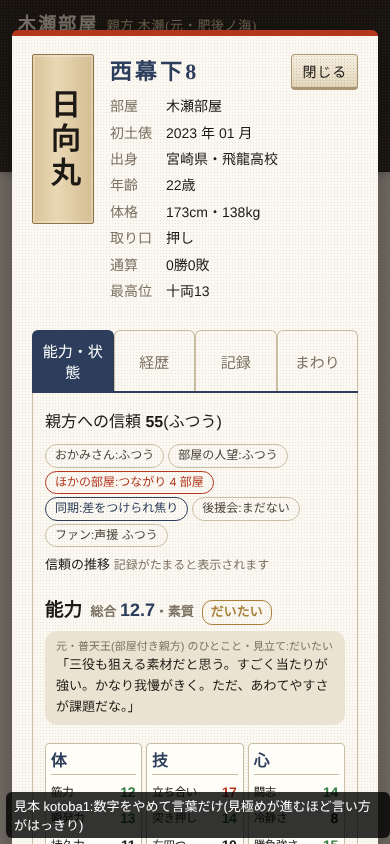 木瀬部屋 親方 木瀬(元・肥後ノ海)
日向丸
西幕下8
閉じる
部屋 木瀬部屋
初土俵 2023 年 01 月
出身 宮崎県・飛龍高校
年齢 22歳
体格 173cm・138kg
取り口 押し
通算 0勝0敗
最高位 十両13
能力・状態
経歴
記録
まわり
親方への信頼 55(ふつう)
おかみさん:ふつう 部屋の人望:ふつう
ほかの部屋:つながり 4 部屋
同期:差をつけられ焦り 後援会:まだない
ファン:声援 ふつう
信頼の推移 記録がたまると表示されます
能力 総合 12.7・素質 だいたい
元・普天王(部屋付き親方) のひとこと・見立て:だいたい
「三役も狙える素材だと思う。すごく当たりが
強い。かなり我慢がきく。ただ、あわてやすさ
が課題だな。」
体 技 心
筋力 12 立ち合い 17 闘志 14
13 突き押し 14 冷静さ 8
見本 kotoba1:数字をやめて言葉だけ(見極めが進むほど言い方
がはっきり)